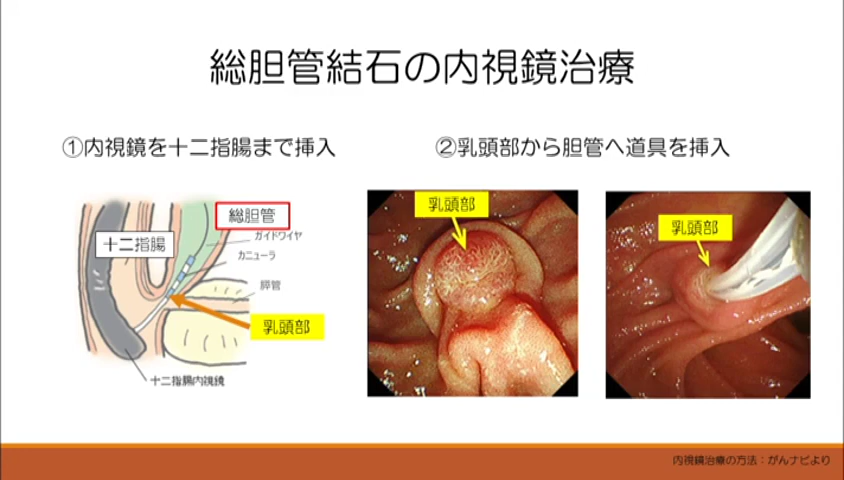 総胆管結石の内視鏡治療
①内視鏡を十二指腸まで挿入
②乳頭部から胆管へ道具を挿入
総胆管
ガイドワイヤ
十二指腸
カニューラ
膵管
乳頭部
十二指腸内視鏡
乳頭部
乳頭部
内視鏡治療の方法：がんナビより